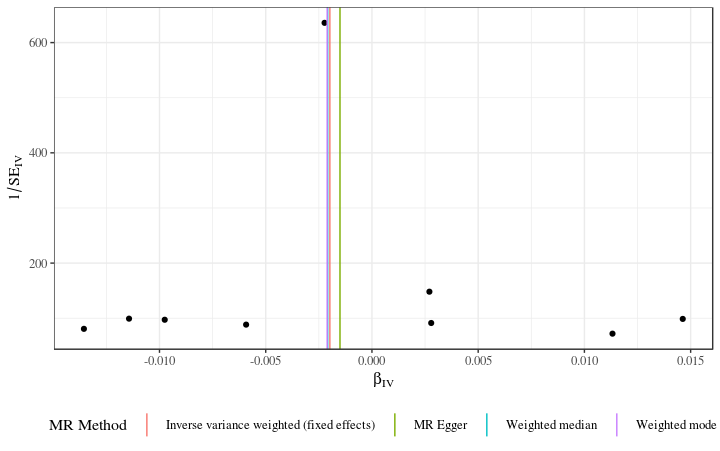 600
400
200
1/SE_IV
-0.010 -0.005 0.000 0.005 0.010 0.015
β_IV
MR Method Inverse variance weighted (fixed effects) MR Egger Weighted median Weighted mode